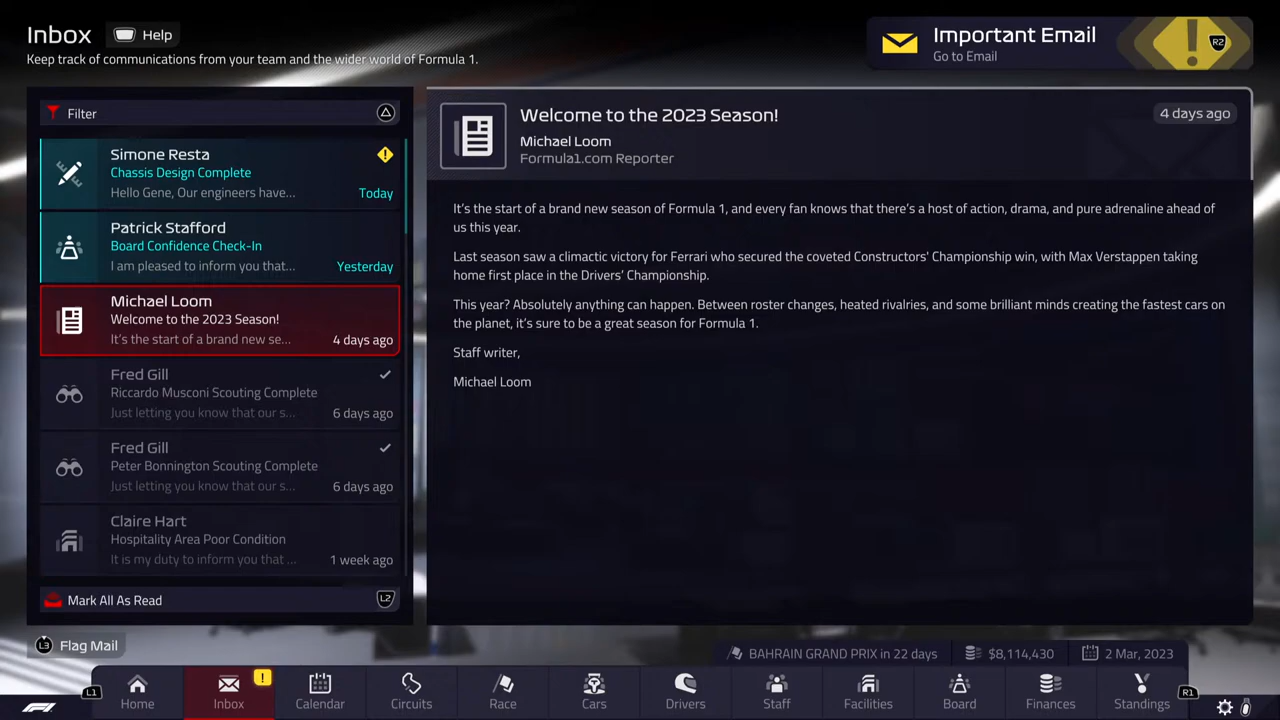 Inbox
Help
Keep track of communications from your team and the wider world of Formula 1.
Important Email
Go to Email
R2
Filter
Simone Resta
Chassis Design Complete
Hello Gene, Our engineers have...
Today
Patrick Stafford
Board Confidence Check-In
I am pleased to inform you that...
Yesterday
Michael Loom
Welcome to the 2023 Season!
It's the start of a brand new se...
4 days ago
Fred Gill
Riccardo Musconi Scouting Complete
Just letting you know that our s...
6 days ago
Fred Gill
Peter Bonnington Scouting Complete
Just letting you know that our s...
6 days ago
Claire Hart
Hospitality Area Poor Condition
It is my duty to inform you that ...
1 week ago
Mark All As Read
L2
Welcome to the 2023 Season!
4 days ago
Michael Loom
Formula1.com Reporter
It's the start of a brand new season of Formula 1, and every fan knows that there's a host of action, drama, and pure adrenaline ahead of
us this year.
Last season saw a climactic victory for Ferrari who secured the coveted Constructors' Championship win, with Max Verstappen taking
home first place in the Drivers' Championship.
This year? Absolutely anything can happen. Between roster changes, heated rivalries, and some brilliant minds creating the fastest cars on
the planet, it's sure to be a great season for Formula 1.
Staff writer,
Michael Loom
L3 Flag Mail
BAHRAIN GRAND PRIX in 22 days
$8,114,430
2 Mar, 2023
L1
Home
Inbox
!
Calendar
Circuits
Race
Cars
Drivers
Staff
Facilities
Board
Finances
Standings
R1